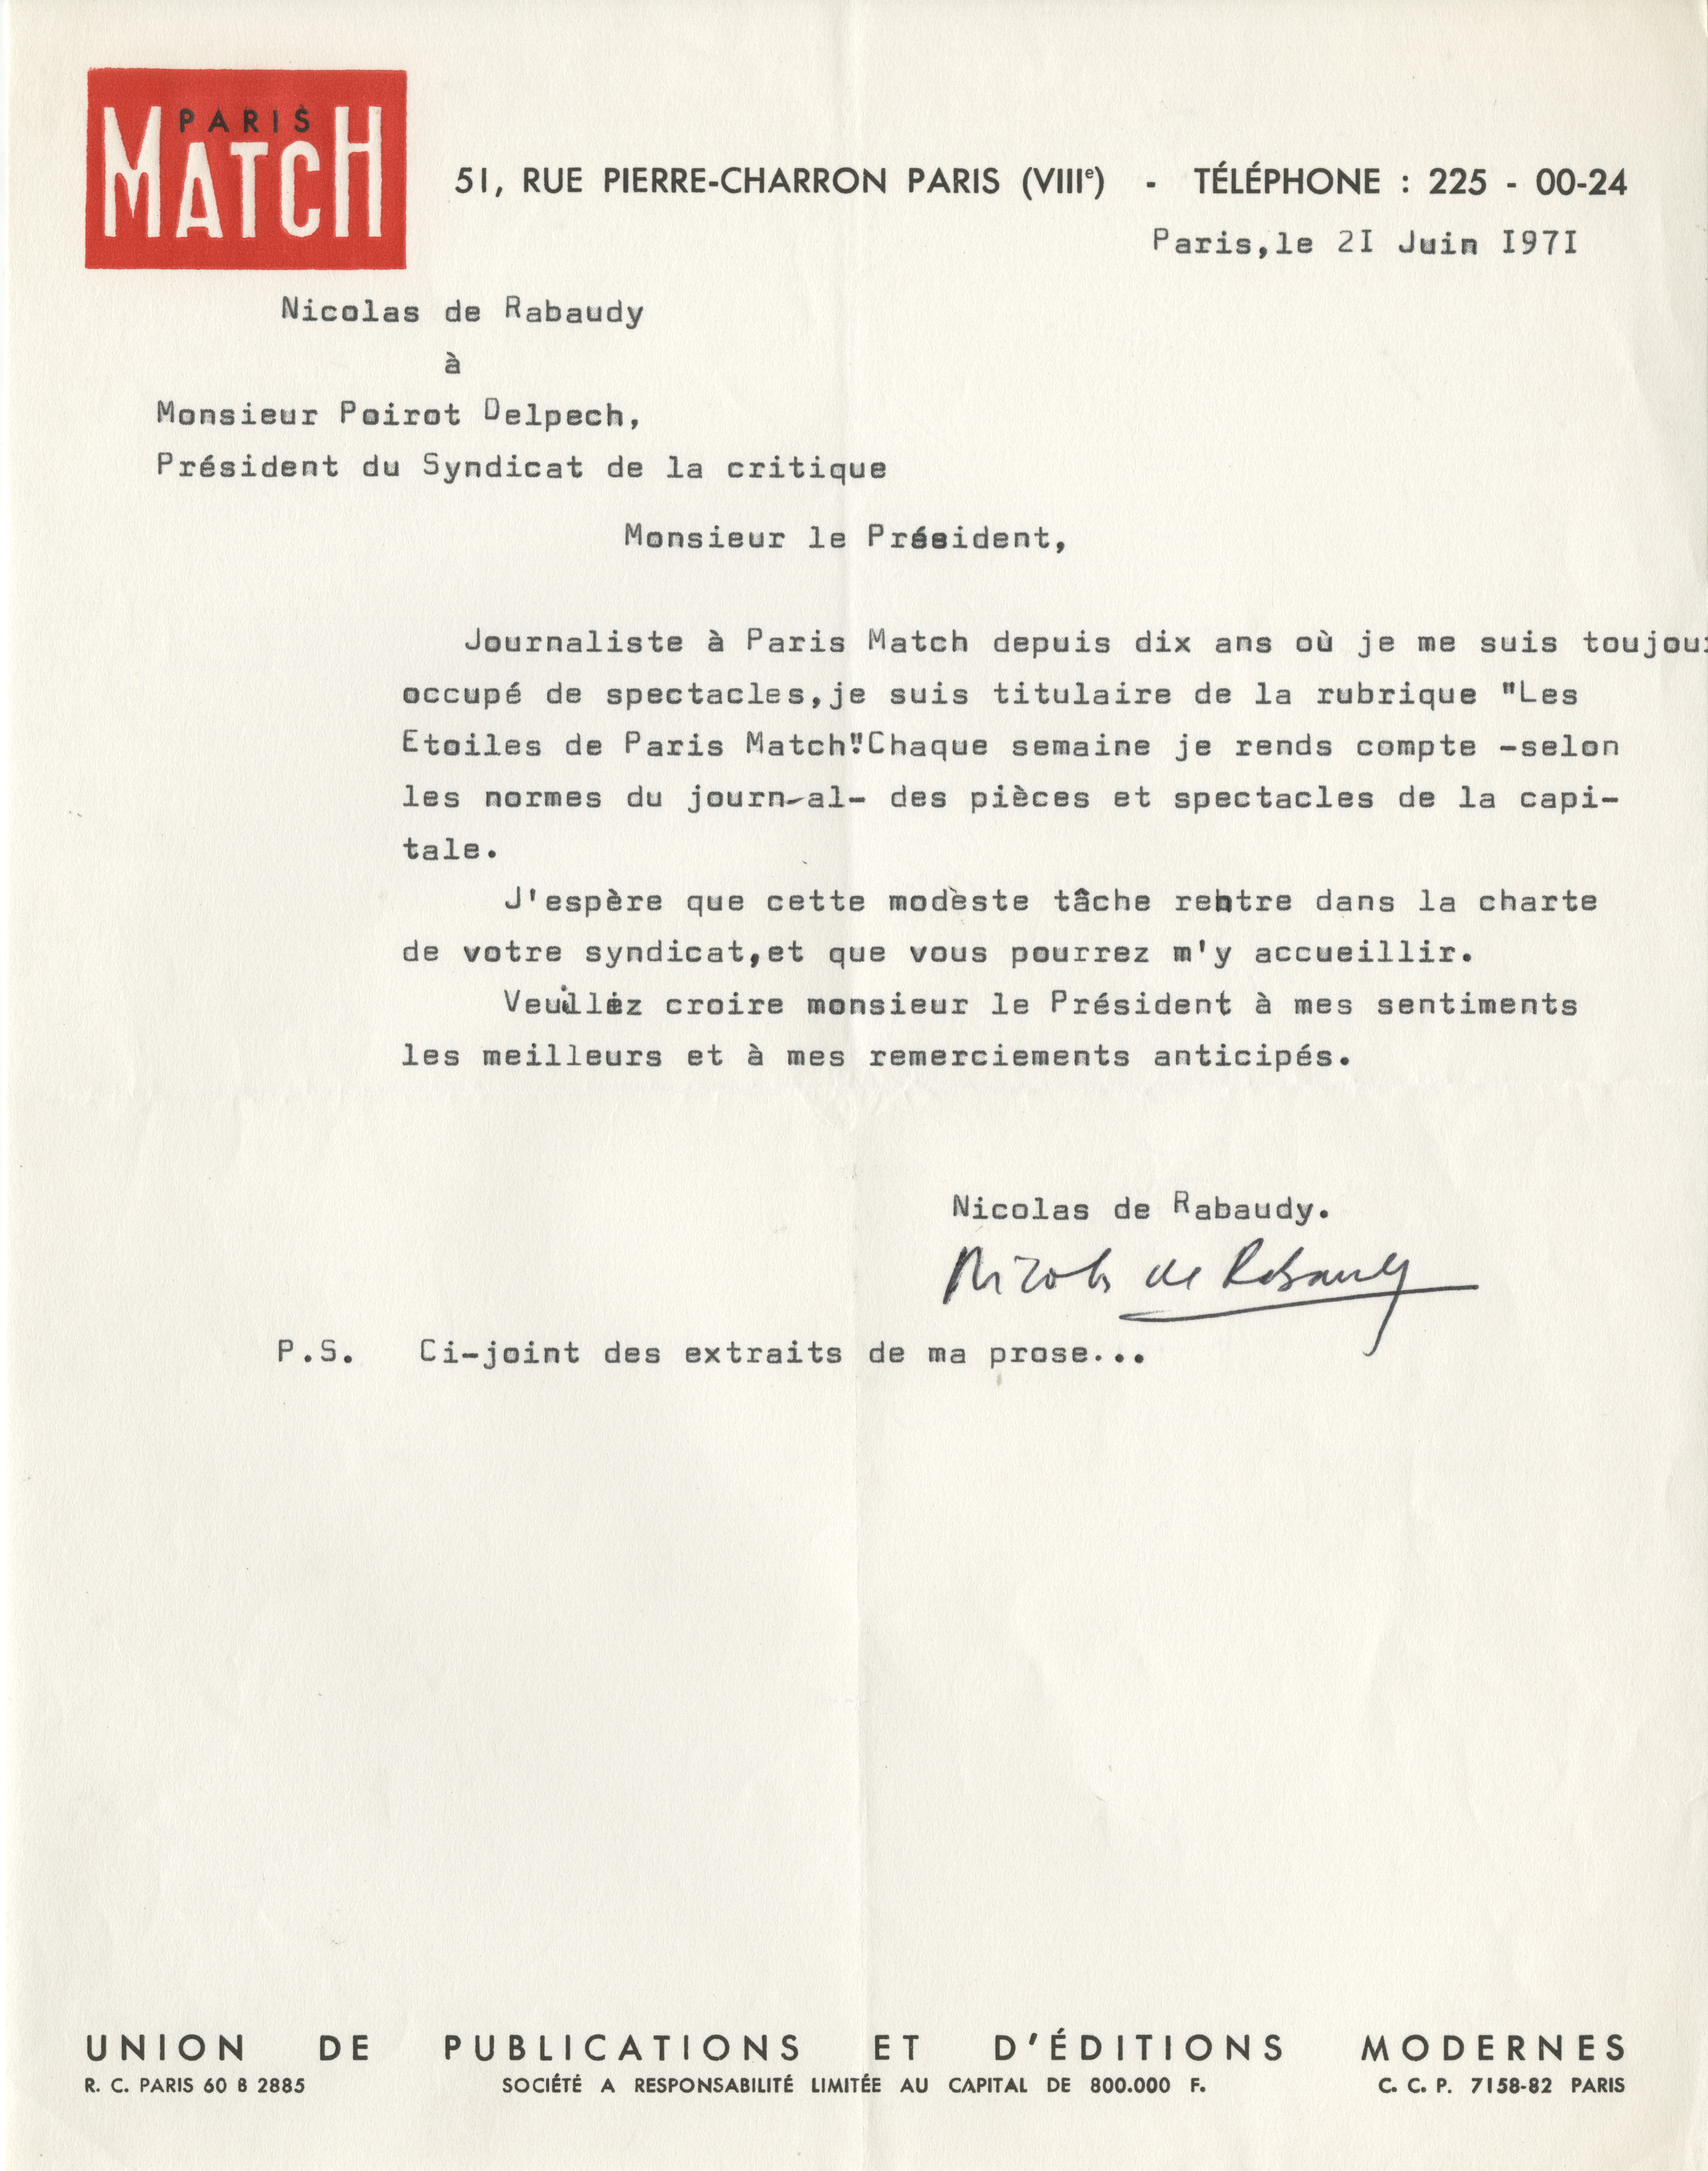 PARIS
MATCH
51, RUE PIERRE-CHARRON PARIS (VIIIe) - TÉLÉPHONE : 225 - 00-24
Paris,le 2I Juin I97I
Nicolas de Rabaudy
à
Monsieur Poirot Delpech,
Président du Syndicat de la critique
Monsieur le Président,
Journaliste à Paris Match depuis dix ans où je me suis toujour
occupé de spectacles,je suis titulaire de la rubrique "Les
Etoiles de Paris Match".Chaque semaine je rends compte -selon
les normes du journ-al- des pièces et spectacles de la capi-
tale.
J'espère que cette modèste tâche rentre dans la charte
de votre syndicat,et que vous pourrez m'y accueillir.
Veuillez croire monsieur le Président à mes sentiments
les meilleurs et à mes remerciements anticipés.
Nicolas de Rabaudy.
Nicolas de Rabaudy
P.S. Ci-joint des extraits de ma prose...
UNION DE PUBLICATIONS ET D'ÉDITIONS MODERNES
R. C. PARIS 60 B 2885 SOCIÉTÉ A RESPONSABILITÉ LIMITÉE AU CAPITAL DE 800.000 F. C. C. P. 7158-82 PARIS